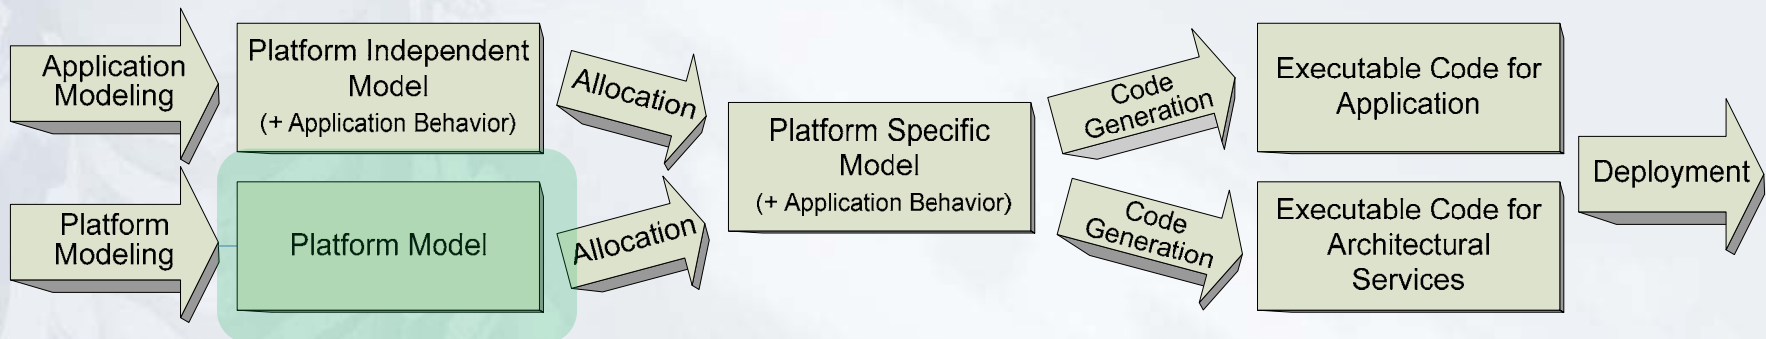 Application
Modeling
Platform Independent
Model
(+ Application Behavior)
Allocation
Platform
Modeling
Platform Model
Allocation
Platform Specific
Model
(+ Application Behavior)
Code
Generation
Executable Code for
Application
Code
Generation
Executable Code for
Architectural
Services
Deployment